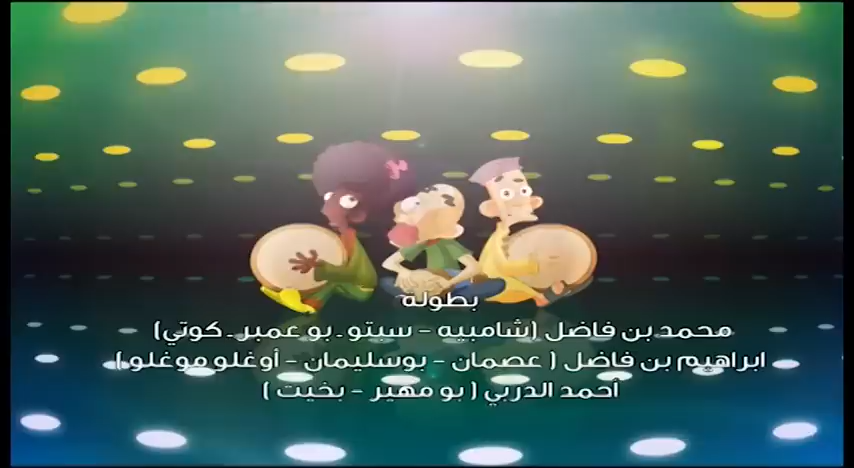 بطولة
محمد بن فاضل (شامبيه - سبتو - بو عمبر - كوتي)
ابراهيم بن فاضل ( عصمان - بوسليمان - أوغلو موغلو )
أحمد الدربي ( بو مهير - بخيت )